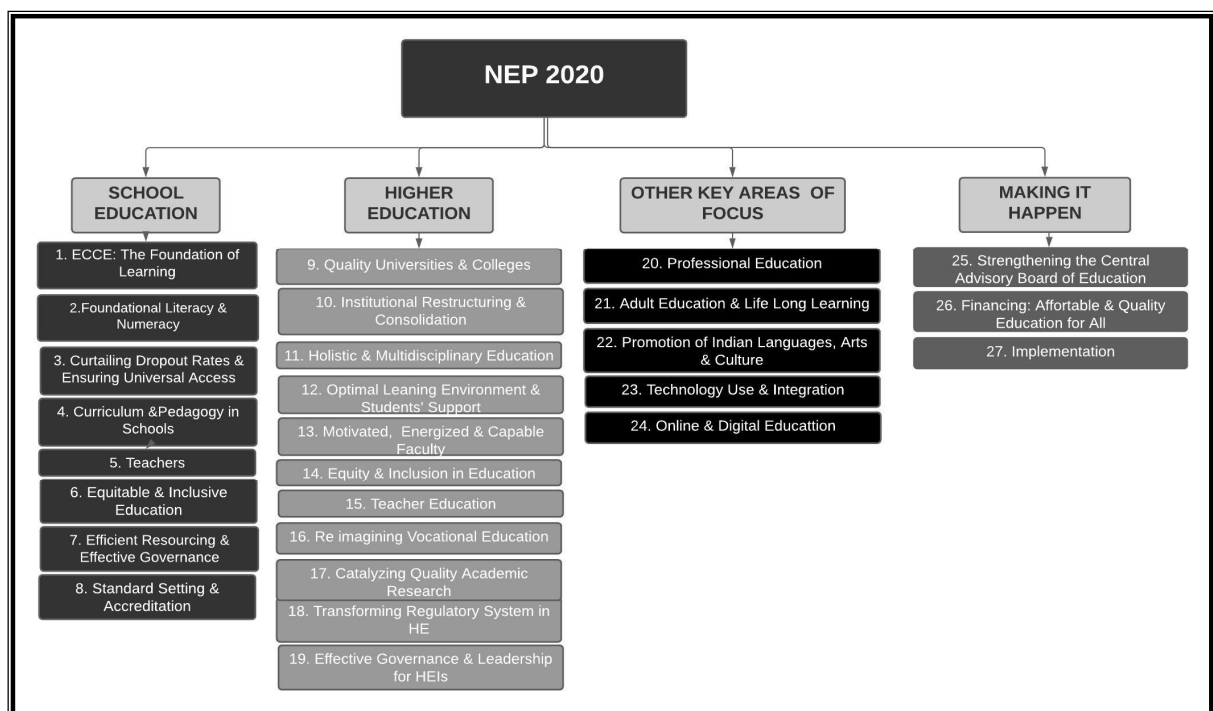 NEP 2020
SCHOOL
EDUCATION
1. ECCE: The Foundation of
Learning
2.Foundational Literacy &
Numeracy
3. Curtailing Dropout Rates &
Ensuring Universal Access
4. Curriculum &Pedagogy in
Schools
5. Teachers
6. Equitable & Inclusive
Education
7. Efficient Resourcing &
Effective Governance
8. Standard Setting &
Accreditation
HIGHER
EDUCATION
9. Quality Universities & Colleges
10. Institutional Restructuring &
Consolidation
11. Holistic & Multidisciplinary Education
12. Optimal Leaning Environment &
Students' Support
13. Motivated, Energized & Capable
Faculty
14. Equity & Inclusion in Education
15. Teacher Education
16. Re imagining Vocational Education
17. Catalyzing Quality Academic
Research
18. Transforming Regulatory System in
HE
19. Effective Governance & Leadership
for HEIs
OTHER KEY AREAS OF
FOCUS
20. Professional Education
21. Adult Education & Life Long Learning
22. Promotion of Indian Languages, Arts
& Culture
23. Technology Use & Integration
24. Online & Digital Educattion
MAKING IT
HAPPEN
25. Strengthening the Central
Advisory Board of Education
26. Financing: Affortable & Quality
Education for All
27. Implementation